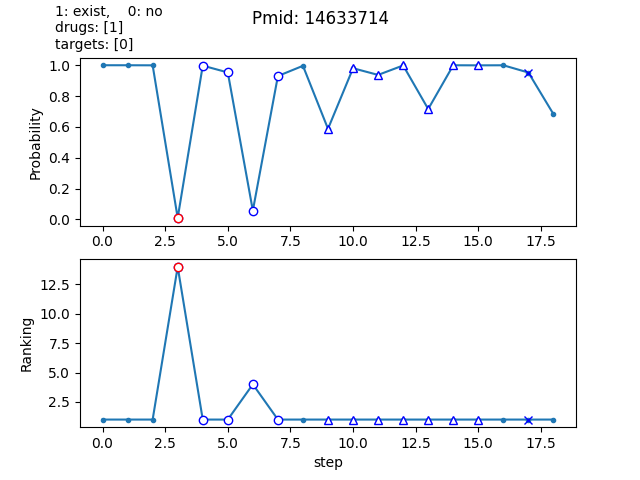 1: exist,    0: no
drugs: [1]
targets: [0]
Pmid: 14633714
Probability
1.0
0.8
0.6
0.4
0.2
0.0
0.0 2.5 5.0 7.5 10.0 12.5 15.0 17.5
Ranking
12.5
10.0
7.5
5.0
2.5
0.0 2.5 5.0 7.5 10.0 12.5 15.0 17.5
step